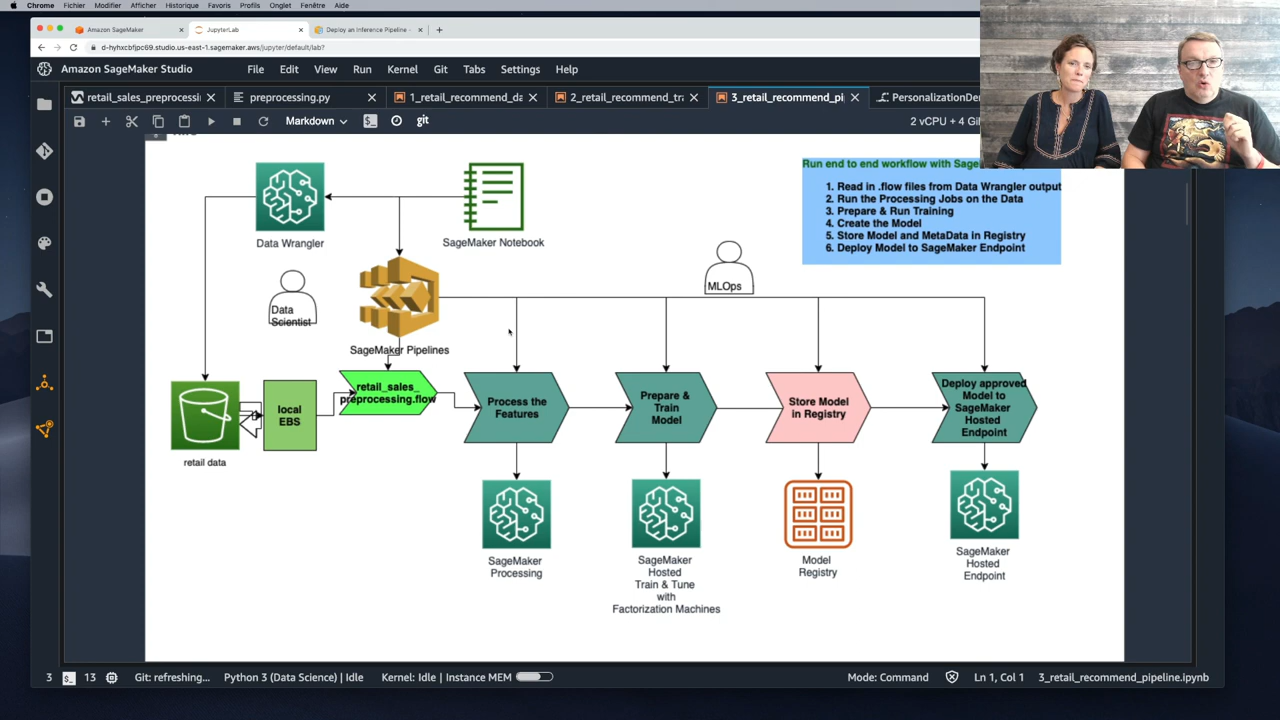 Chrome Fichier Modifier Afficher Historique Favoris Profils Onglet Fenêtre Aide
Amazon SageMaker
JupyterLab
Deploy an Inference Pipeline -
d-hyhxcbfjpc69.studio.us-east-1.sagemaker.aws/jupyter/default/lab?
Amazon SageMaker Studio
File Edit View Run Kernel Git Tabs Settings Help
retail_sales_preprocessi
preprocessing.py
1_retail_recommend_da
2_retail_recommend_tra
3_retail_recommend_pi
PersonalizationDem
Markdown
git
2 vCPU + 4 Gi
Run end to end workflow with Sage
1. Read in .flow files from Data Wrangler output
2. Run the Processing Jobs on the Data
3. Prepare & Run Training
4. Create the Model
5. Store Model and MetaData in Registry
6. Deploy Model to SageMaker Endpoint
Data Wrangler
SageMaker Notebook
MLOps
Data
Scientist
SageMaker Pipelines
retail data
local
EBS
retail_sales_
preprocessing.flow
Process the
Features
Prepare &
Train
Model
Store Model
in Registry
Deploy approved
Model to
SageMaker
Hosted
Endpoint
SageMaker
Processing
SageMaker
Hosted
Train & Tune
with
Factorization Machines
Model
Registry
SageMaker
Hosted
Endpoint
3 13 Git: refreshing... Python 3 (Data Science) | Idle Kernel: Idle | Instance MEM
Mode: Command Ln 1, Col 1 3_retail_recommend_pipeline.ipynb